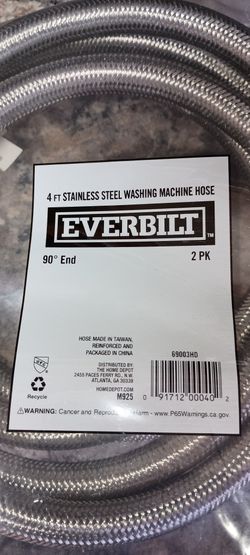 4 FT STAINLESS STEEL WASHING MACHINE HOSE
EVERBILT™
90° End 2 PK
HOSE MADE IN TAIWAN,
REINFORCED AND
PACKAGED IN CHINA
DISTRIBUTED BY
THE HOME DEPOT
2455 PACES FERRY RD., N.W.
ATLANTA, GA 30339
HOMEDEPOT.COM
M925
Recycle
69003HD
0 91712 00040 2
⚠WARNING: Cancer and Reproductive Harm - www.P65Warnings.ca.gov